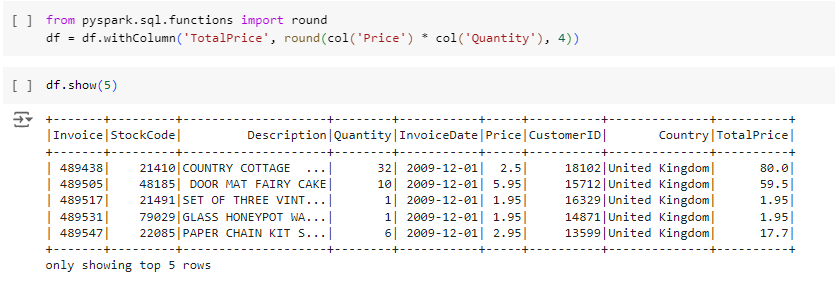 [ ] from pyspark.sql.functions import round
df = df.withColumn('TotalPrice', round(col('Price') * col('Quantity'), 4))
[ ] df.show(5)
+-------+---------+--------------------+--------+-----------+-----+----------+--------------+----------+
|Invoice|StockCode|         Description|Quantity|InvoiceDate|Price|CustomerID|       Country|TotalPrice|
+-------+---------+--------------------+--------+-----------+-----+----------+--------------+----------+
| 489438|    21410|COUNTRY COTTAGE  ...|      32| 2009-12-01|  2.5|     18102|United Kingdom|      80.0|
| 489505|    48185| DOOR MAT FAIRY CAKE|      10| 2009-12-01| 5.95|     15712|United Kingdom|      59.5|
| 489517|    21491|SET OF THREE VINT...|       1| 2009-12-01| 1.95|     16329|United Kingdom|      1.95|
| 489531|    79029|GLASS HONEYPOT WA...|       1| 2009-12-01| 1.95|     14871|United Kingdom|      1.95|
| 489547|    22085|PAPER CHAIN KIT S...|       6| 2009-12-01| 2.95|     13599|United Kingdom|      17.7|
+-------+---------+--------------------+--------+-----------+-----+----------+--------------+----------+
only showing top 5 rows